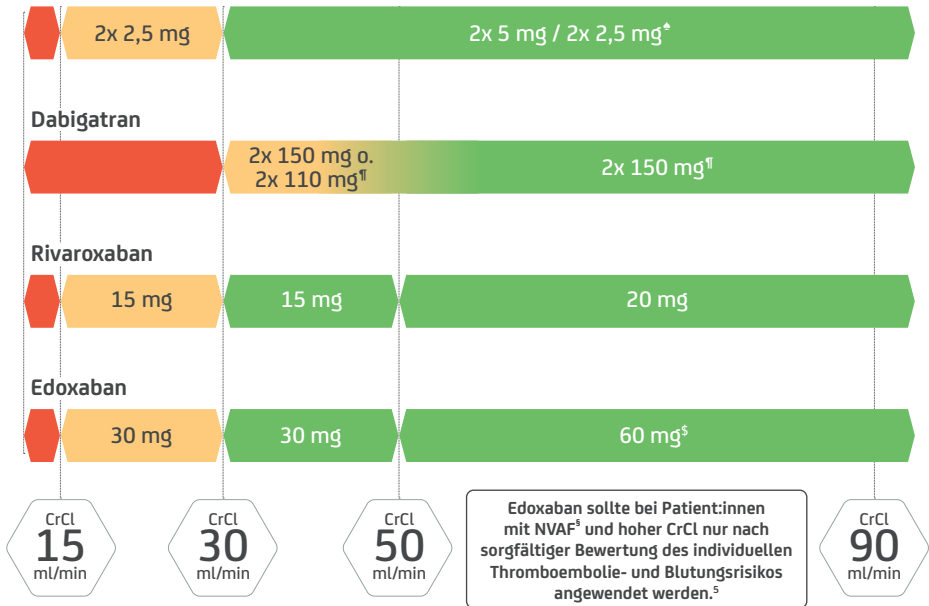 2x 2,5 mg
2x 5 mg / 2x 2,5 mg♠
Dabigatran
2x 150 mg o.
2x 110 mg¶
2x 150 mg¶
Rivaroxaban
15 mg
15 mg
20 mg
Edoxaban
30 mg
30 mg
60 mg$
CrCl
15
ml/min
CrCl
30
ml/min
CrCl
50
ml/min
Edoxaban sollte bei Patient:innen
mit NVAF§ und hoher CrCl nur nach
sorgfältiger Bewertung des individuellen
Thromboembolie- und Blutungsrisikos
angewendet werden.5
CrCl
90
ml/min